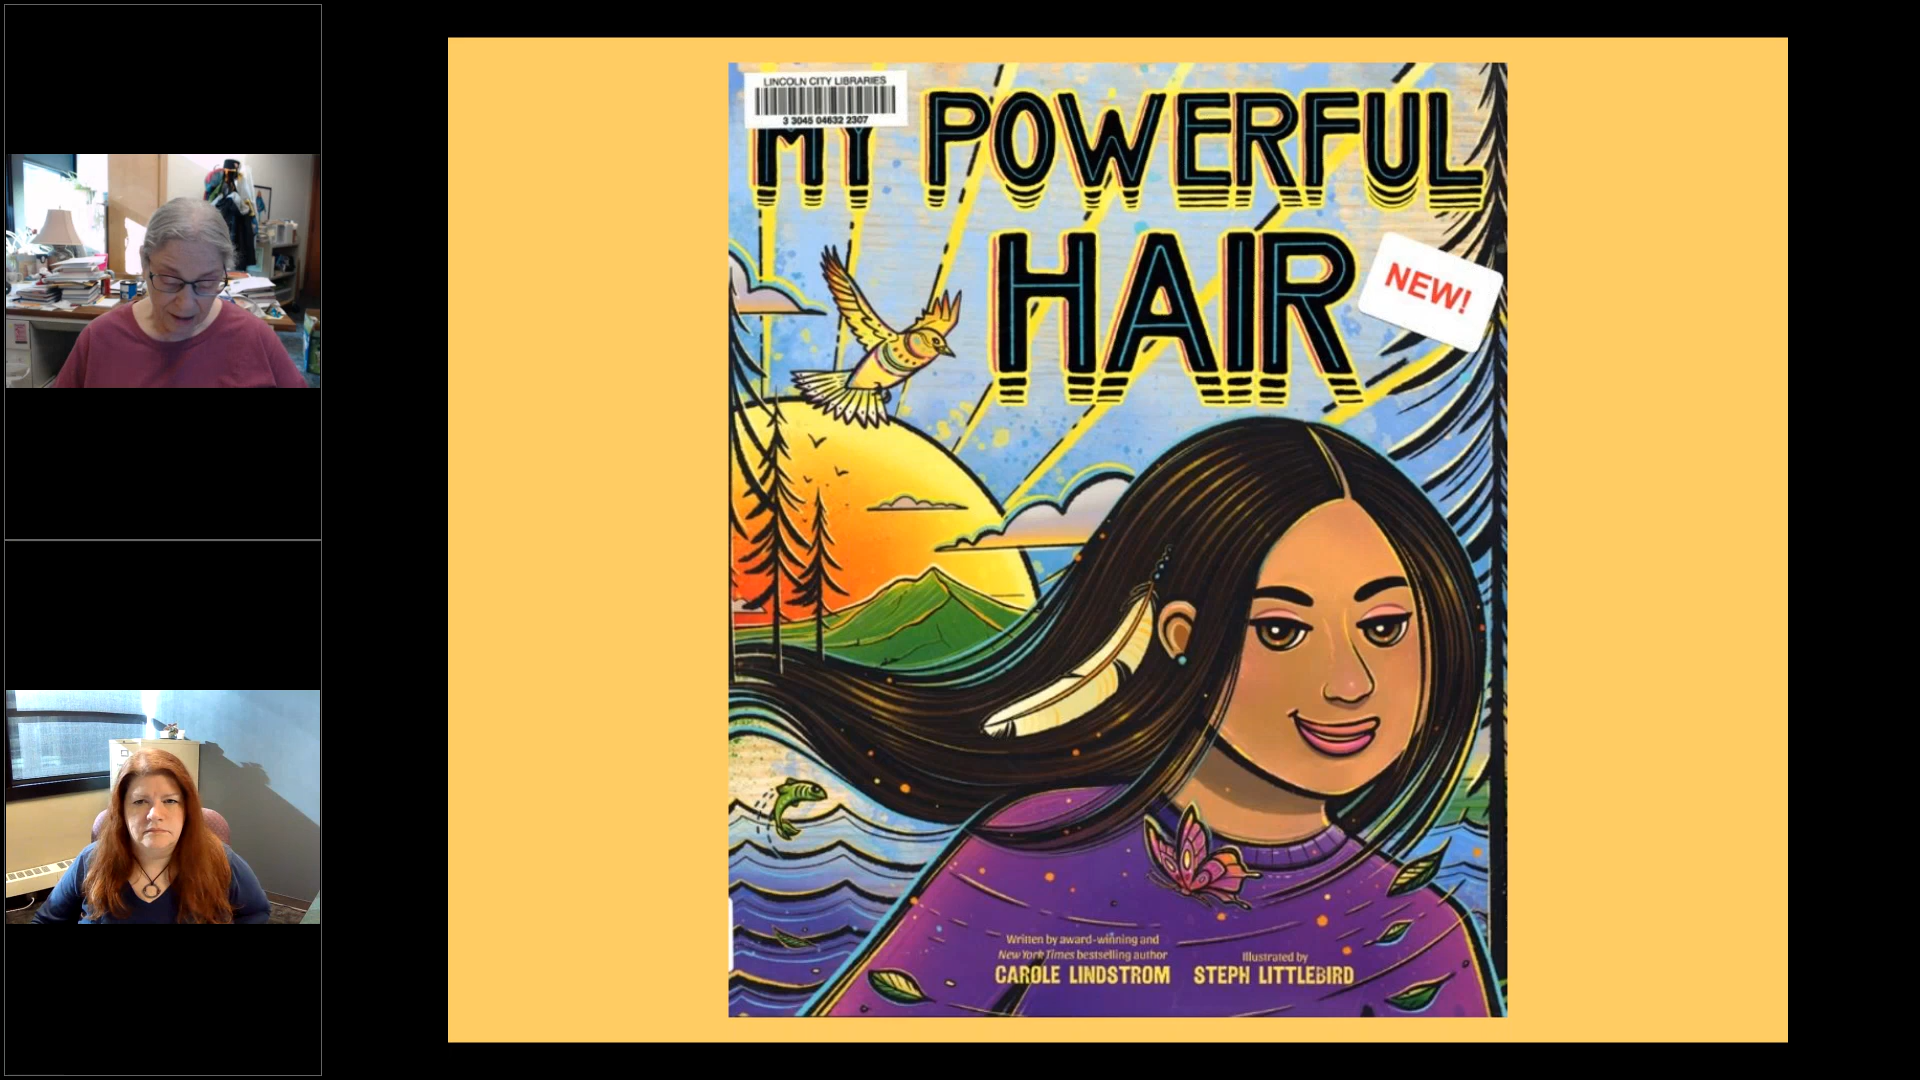 LINCOLN CITY LIBRARIES
3 3045 04632 2307
MY POWERFUL
HAIR
NEW!
Written by award-winning and
New York Times bestselling author
CAROLE LINDSTROM
Illustrated by
STEPH LITTLEBIRD